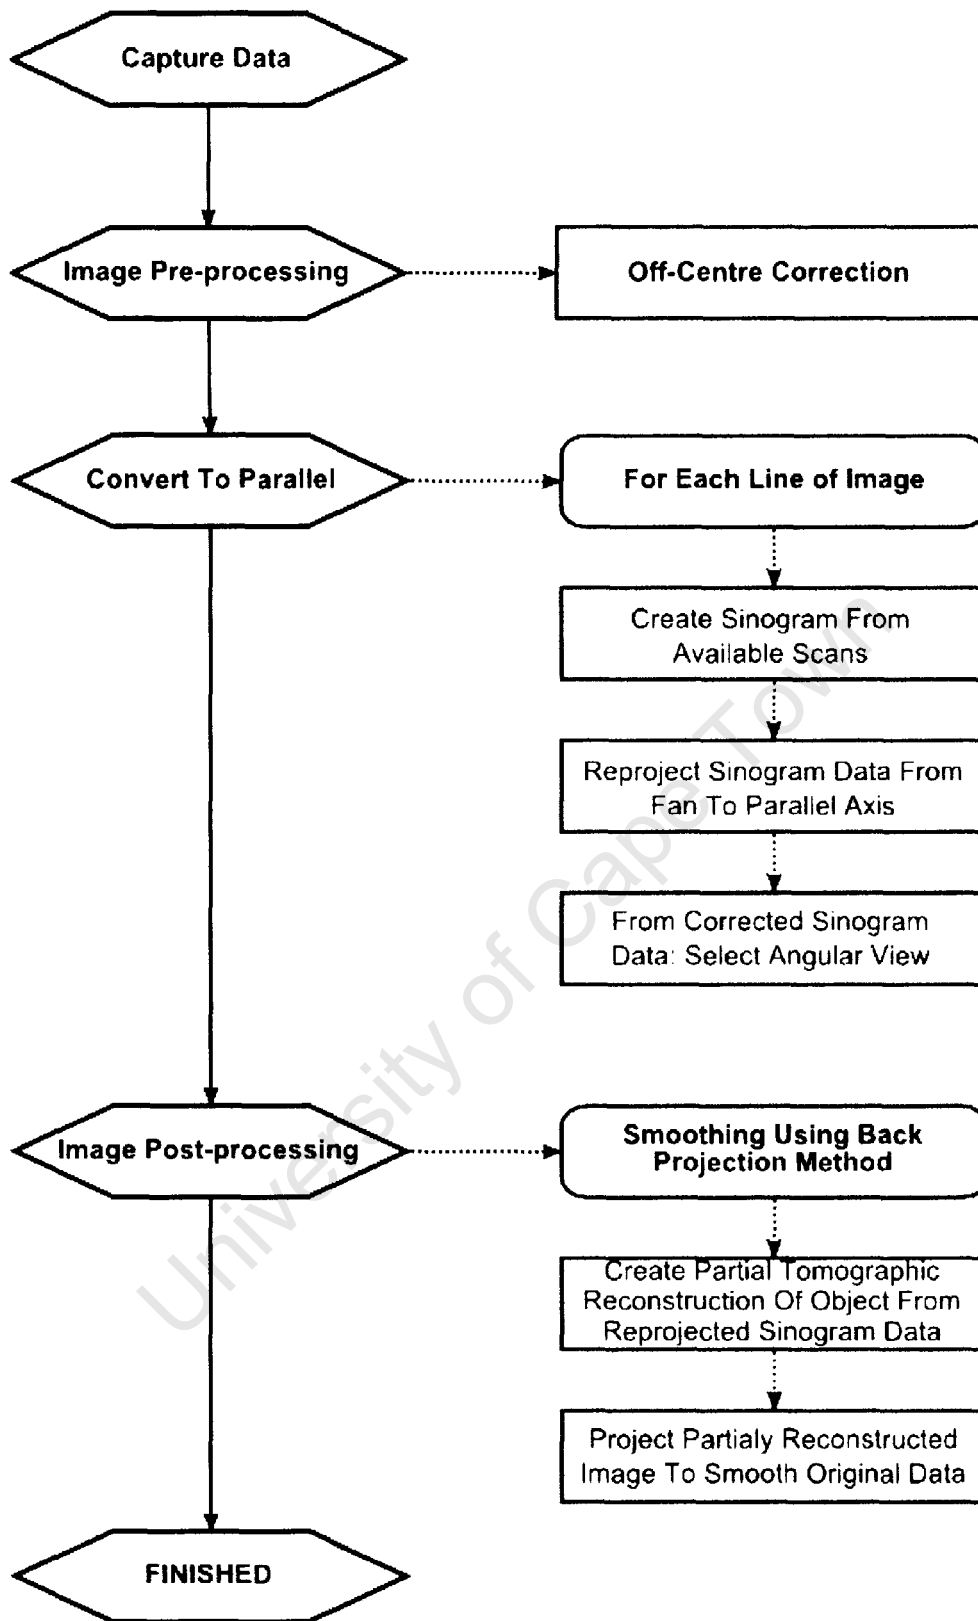 Capture Data
Image Pre-processing
Off-Centre Correction
Convert To Parallel
For Each Line of Image
Create Sinogram From
Available Scans
Reproject Sinogram Data From
Fan To Parallel Axis
From Corrected Sinogram
Data: Select Angular View
Image Post-processing
Smoothing Using Back
Projection Method
Create Partial Tomographic
Reconstruction Of Object From
Reprojected Sinogram Data
Project Partialy Reconstructed
Image To Smooth Original Data
FINISHED
University of Cape Town